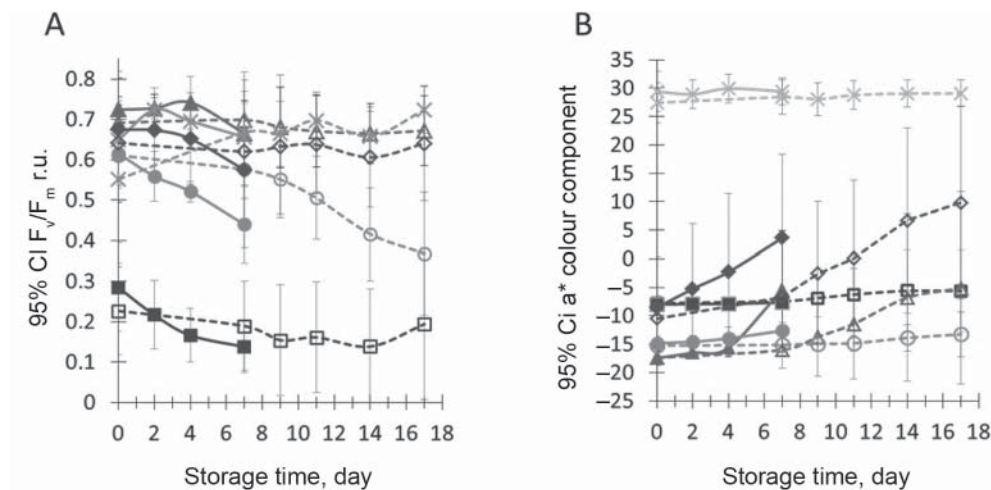 A
95% CI Fv/Fm r.u.
0.8
0.7
0.6
0.5
0.4
0.3
0.2
0.1
0
0 2 4 6 8 10 12 14 16 18
Storage time, day
B
95% Ci a* colour component
35
30
25
20
15
10
5
0
−5
−10
−15
−20
−25
0 2 4 6 8 10 12 14 16 18
Storage time, day